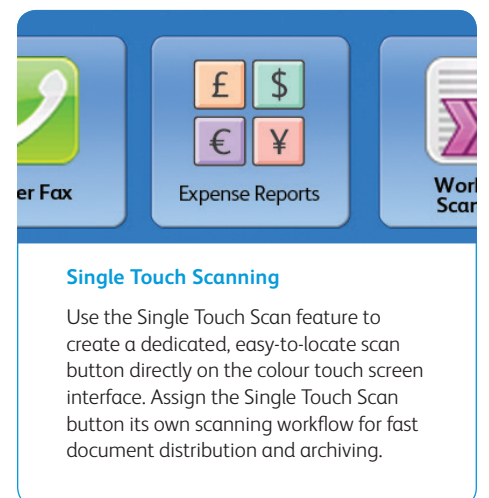 £ $
€ ¥
er Fax
Expense Reports
Wor
Scar
Single Touch Scanning
Use the Single Touch Scan feature to
create a dedicated, easy-to-locate scan
button directly on the colour touch screen
interface. Assign the Single Touch Scan
button its own scanning workflow for fast
document distribution and archiving.